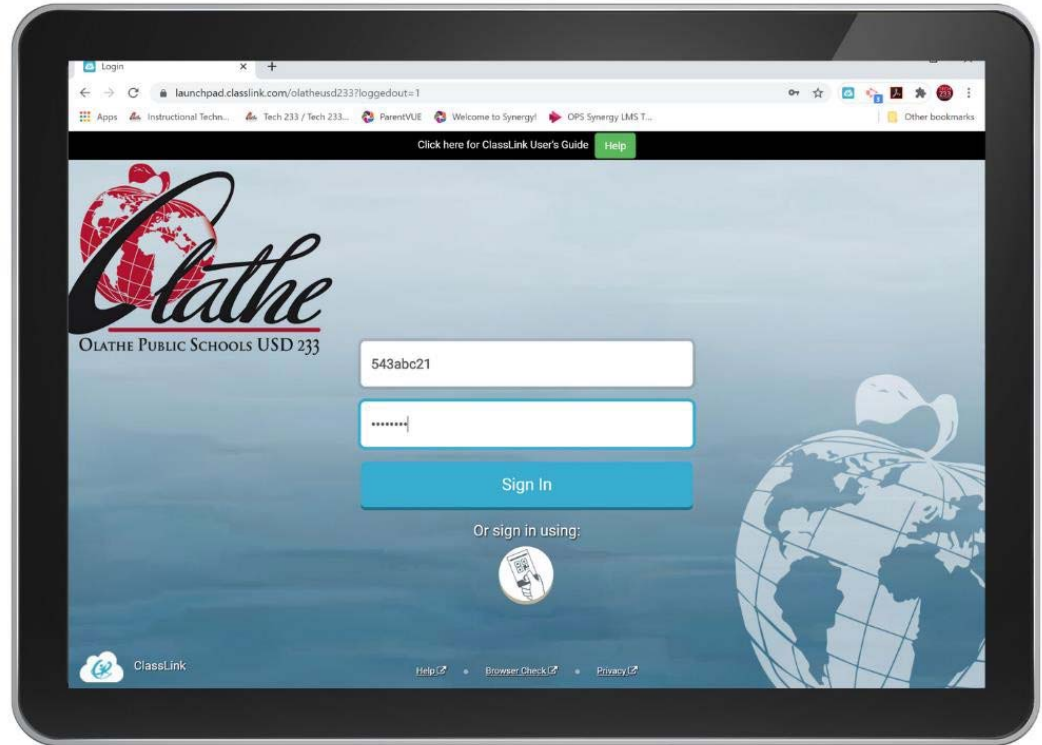 Login
launchpad.classlink.com/olatheusd233?loggedout=1
Apps Instructional Techn... Tech 233 / Tech 233... ParentVUE Welcome to Synergy! OPS Synergy LMS T... Other bookmarks
Click here for ClassLink User's Guide Help
Olathe
OLATHE PUBLIC SCHOOLS USD 233
543abc21
••••••••
Sign In
Or sign in using:
ClassLink
Help • Browser Check • Privacy